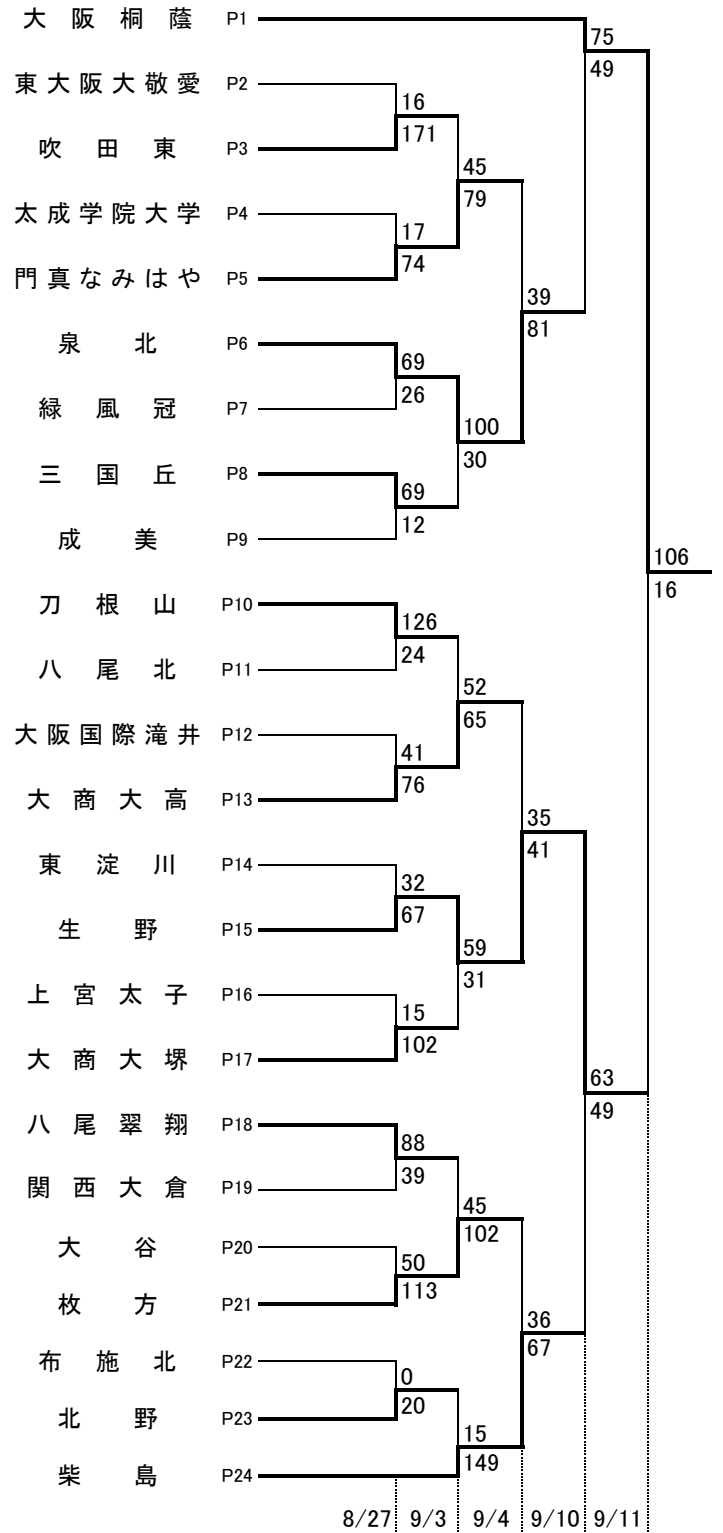 大阪桐蔭 P1
75
49
東大阪大敬愛 P2
16
171
吹田東 P3
45
79
太成学院大学 P4
17
74
門真なみはや P5
39
81
泉北 P6
69
26
緑風冠 P7
100
30
三国丘 P8
69
12
成美 P9
106
16
刀根山 P10
126
24
八尾北 P11
52
65
大阪国際滝井 P12
41
76
大商大高 P13
35
41
東淀川 P14
32
67
生野 P15
59
31
上宮太子 P16
15
102
大商大堺 P17
63
49
八尾翠翔 P18
88
39
関西大倉 P19
45
102
大谷 P20
50
113
枚方 P21
36
67
布施北 P22
0
20
北野 P23
15
149
柴島 P24
8/27 9/3 9/4 9/10 9/11